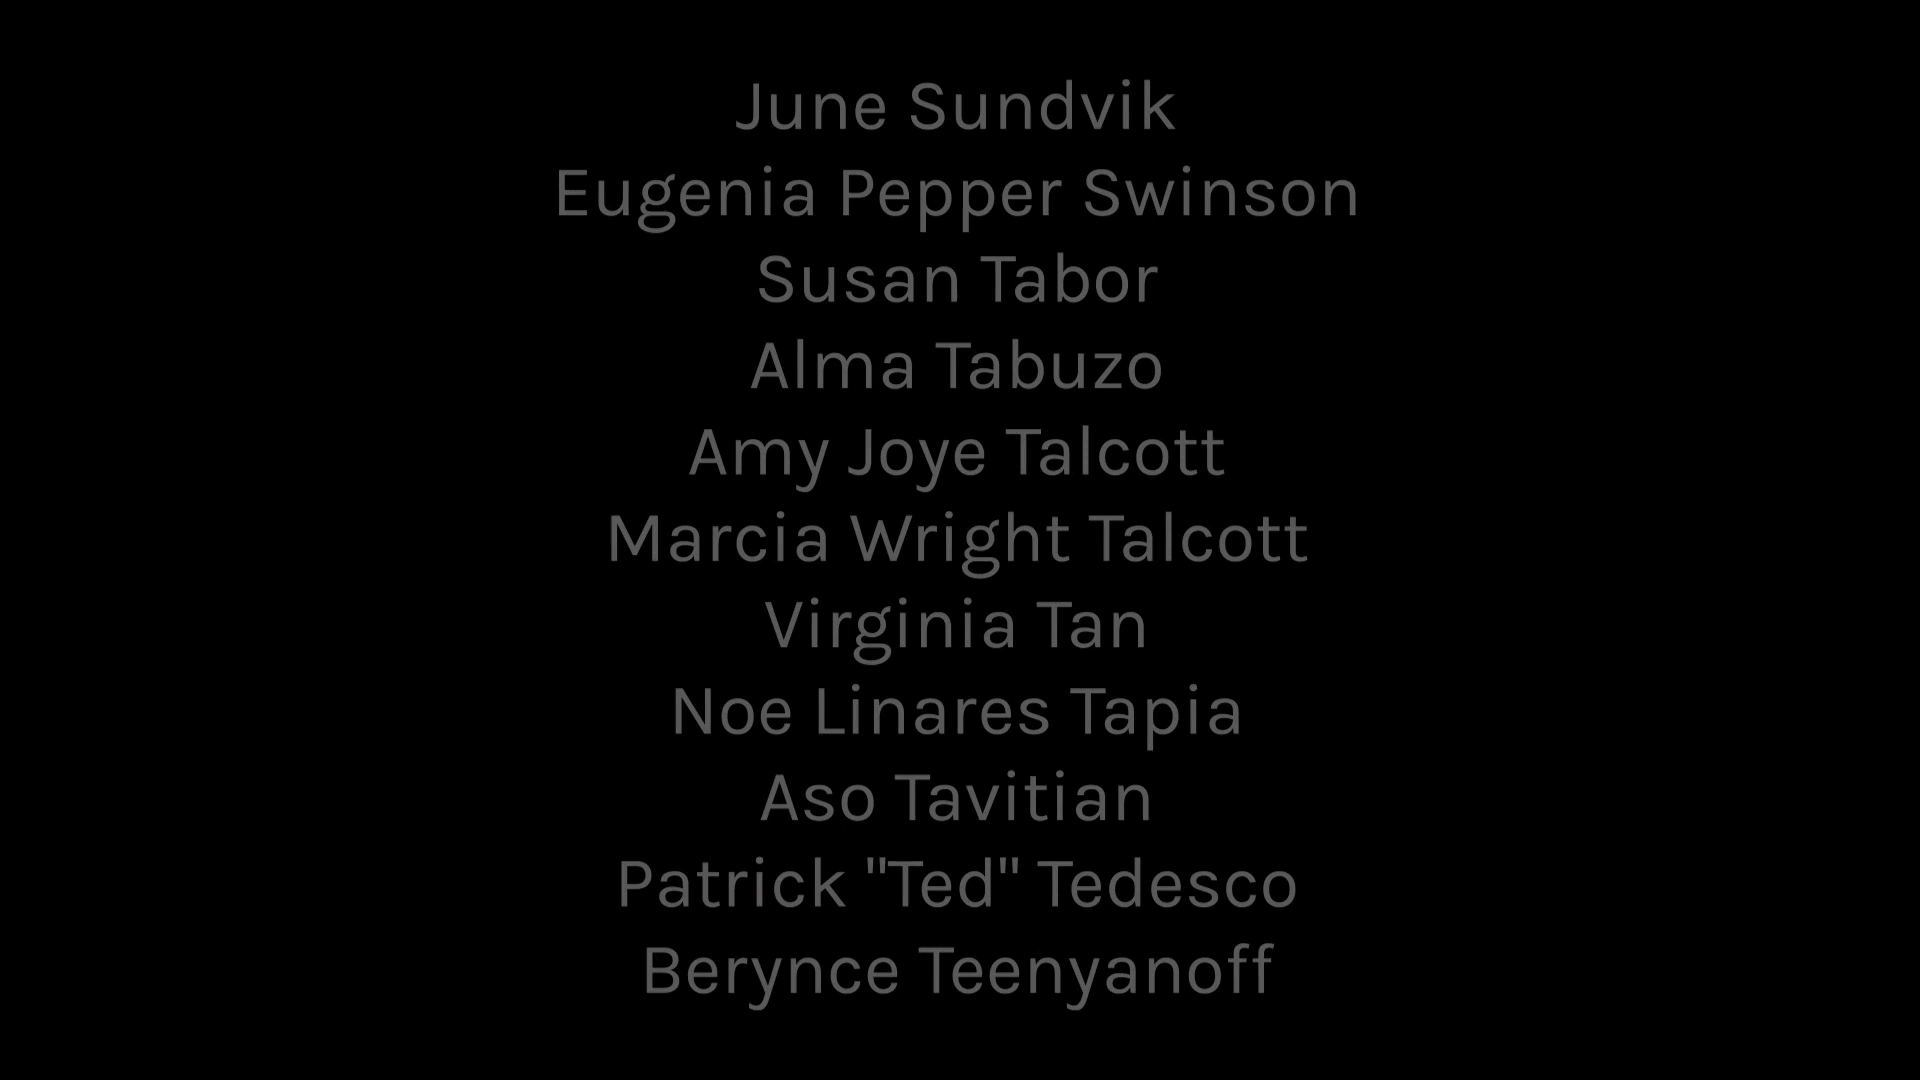 June Sundvik
Eugenia Pepper Swinson
Susan Tabor
Alma Tabuzo
Amy Joye Talcott
Marcia Wright Talcott
Virginia Tan
Noe Linares Tapia
Aso Tavitian
Patrick "Ted" Tedesco
Berynce Teenyanoff